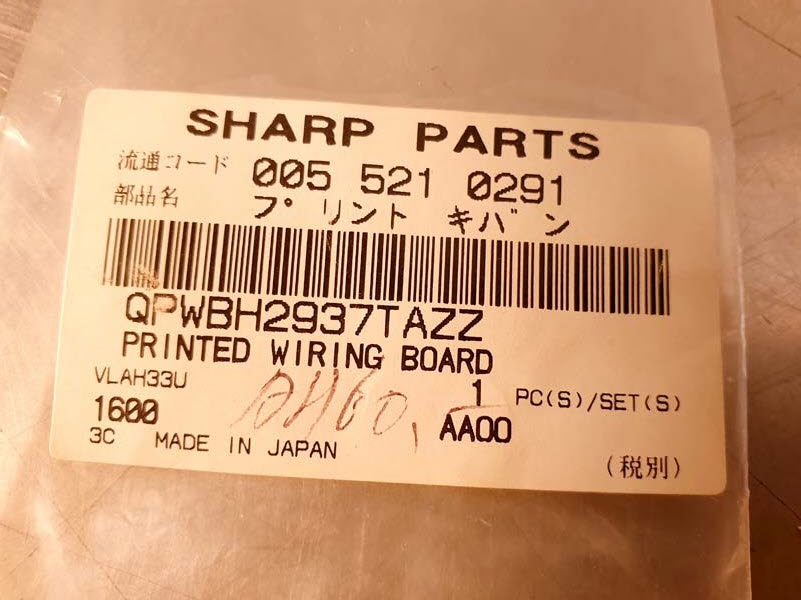 SHARP PARTS
流通コード 005 521 0291
部品名 プリント キバン
QPWBH2937TAZZ
PRINTED WIRING BOARD
VLAH33U 1 PC(S)/SET(S)
1600 AA00
3C MADE IN JAPAN (税別)